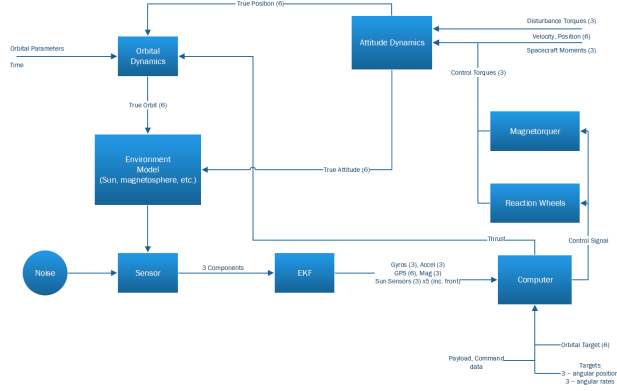 True Position (6)
Disturbance Torques (3)
Velocity, Position (6)
Spacecraft Moments (3)
Orbital Parameters
Time
Orbital
Dynamics
Attitude Dynamics
Control Torques (3)
True Orbit (6)
Magnetorquer
Environment
Model
(Sun, magnetosphere, etc.)
True Attitude (6)
Reaction Wheels
Thrust
Control Signal
Noise
Sensor
3 Components
EKF
Gyros (3), Accel (3)
GPS (6), Mag (3)
Sun Sensors (3) x5 (inc. front)
Computer
Orbital Target (6)
Payload, Command
data
Targets
3 – angular position
3 – angular rates